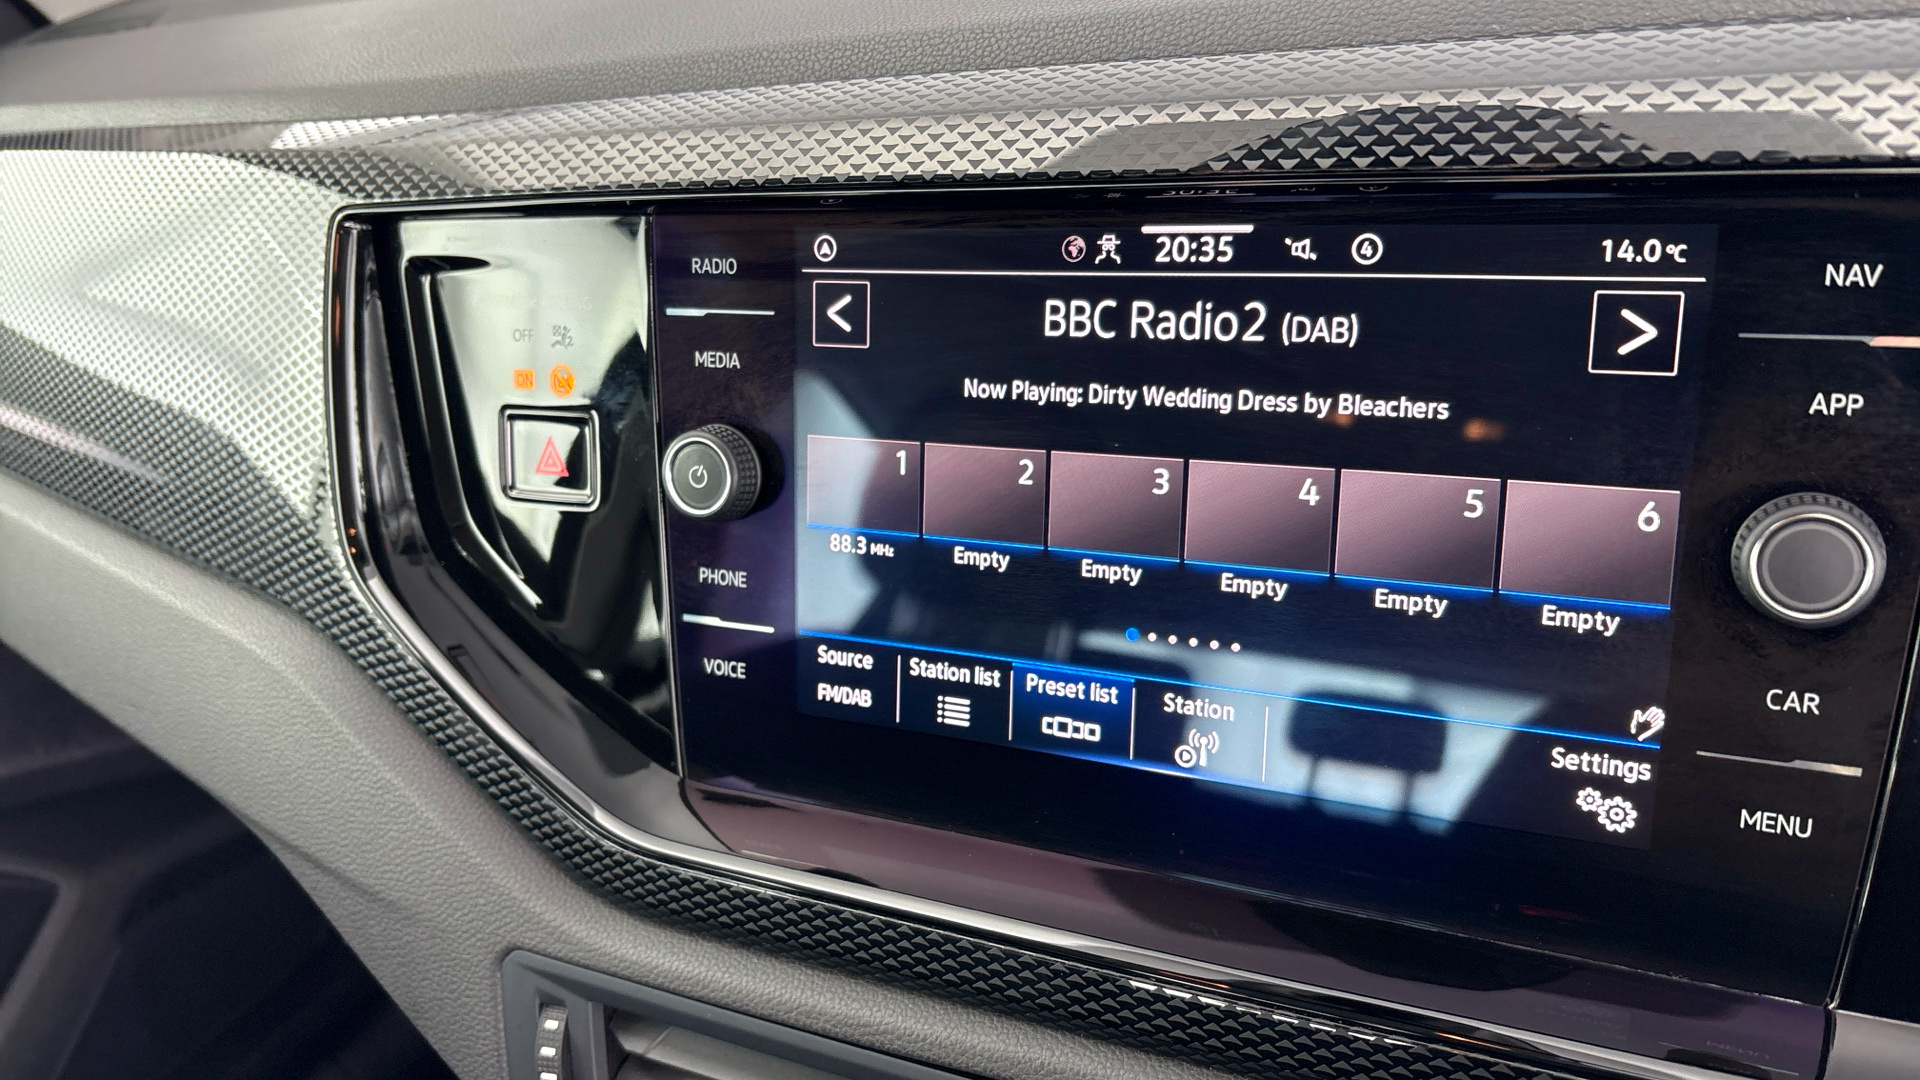 RADIO
MEDIA
PHONE
VOICE
OFF
ON
A
20:35
4
14.0°C
<
BBC Radio2 (DAB)
>
Now Playing: Dirty Wedding Dress by Bleachers
1 2 3 4 5 6
88.3 MHz Empty Empty Empty Empty Empty
Source Station list Preset list Station Settings
FM/DAB
NAV
APP
CAR
MENU